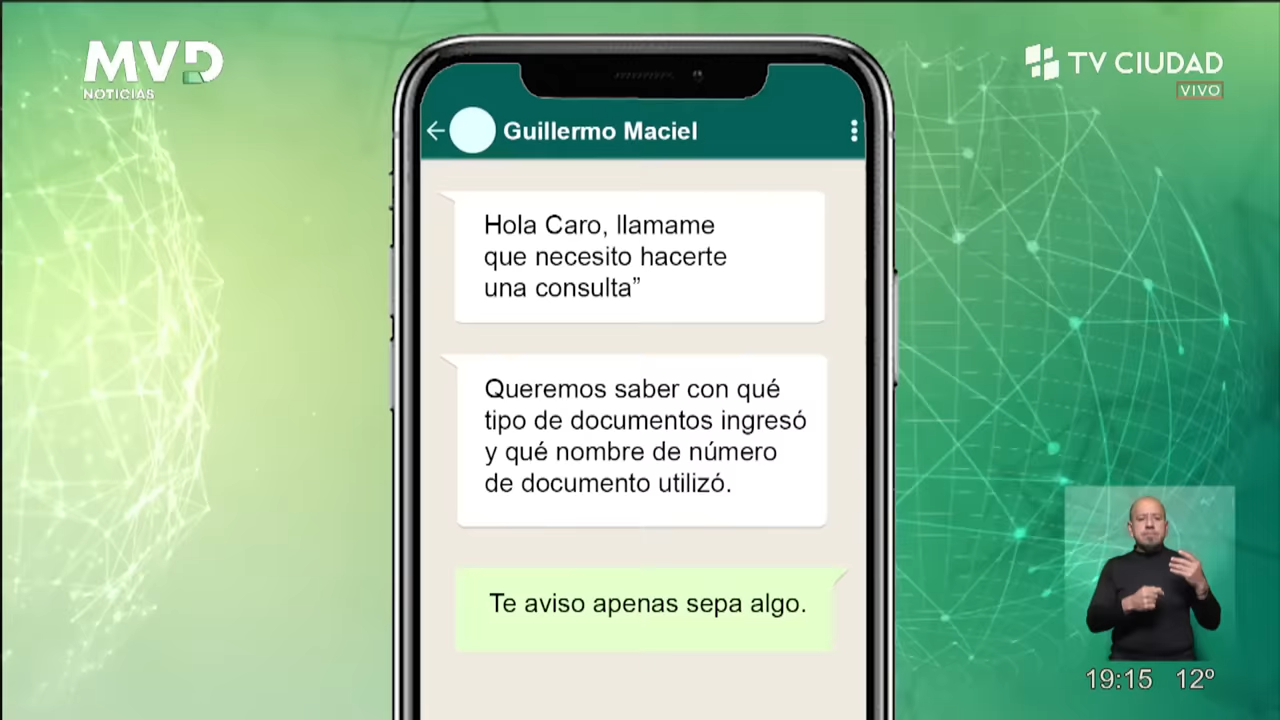 MVD
NOTICIAS
TV CIUDAD
VIVO
Guillermo Maciel
Hola Caro, llamame
que necesito hacerte
una consulta”
Queremos saber con qué
tipo de documentos ingresó
y qué nombre de número
de documento utilizó.
Te aviso apenas sepa algo.
19:15 12º